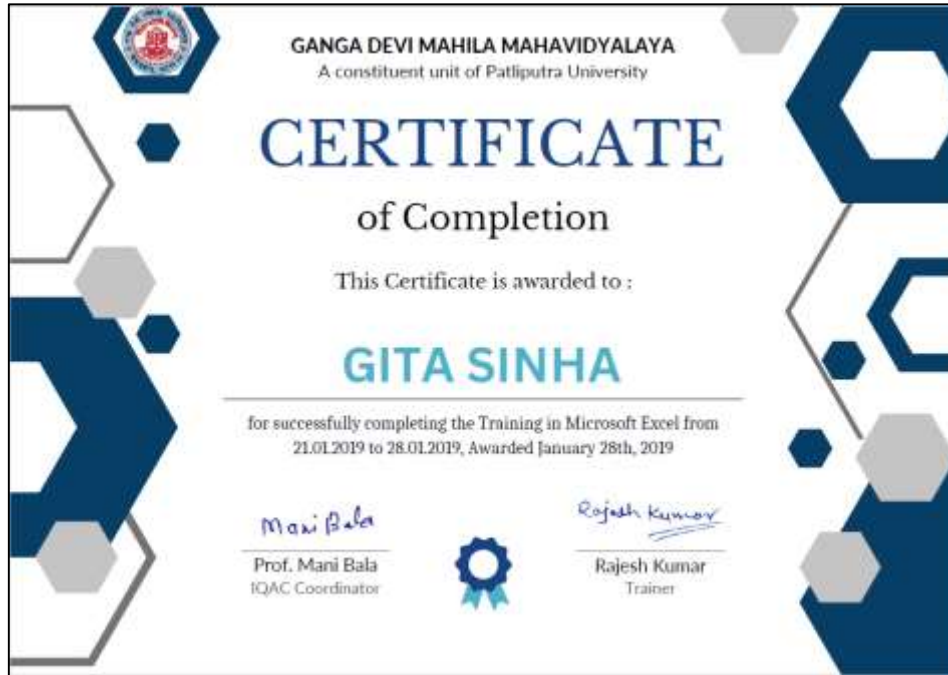 GANGA DEVI MAHILA MAHAVIDYALAYA
A constituent unit of Patliputra University
CERTIFICATE
of Completion
This Certificate is awarded to :
GITA SINHA
for successfully completing the Training in Microsoft Excel from
21.01.2019 to 28.01.2019, Awarded January 28th, 2019
Mani Bala
Rajesh Kumar
Prof. Mani Bala
Rajesh Kumar
IQAC Coordinator
Trainer